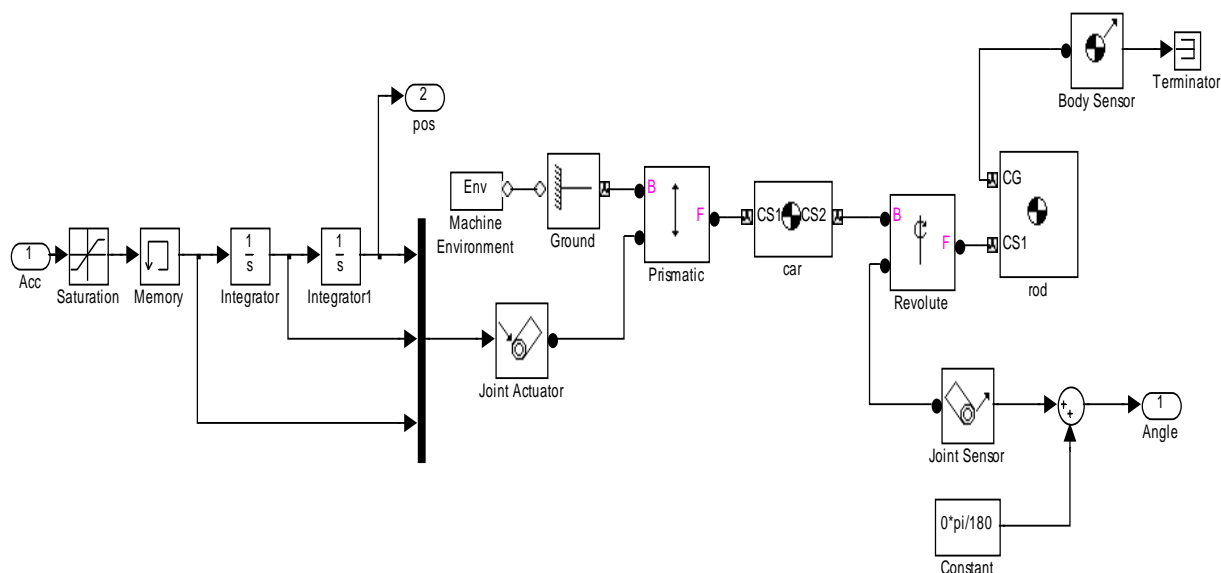 Body Sensor
Terminator
2
pos
Env
Machine
Environment
Ground
B
F
Prismatic
CS1
CS2
car
B
F
Revolute
CG
CS1
rod
1
Acc
Saturation
Memory
1
s
Integrator
1
s
Integrator1
Joint Actuator
Joint Sensor
+
+
1
Angle
0*pi/180
Constant